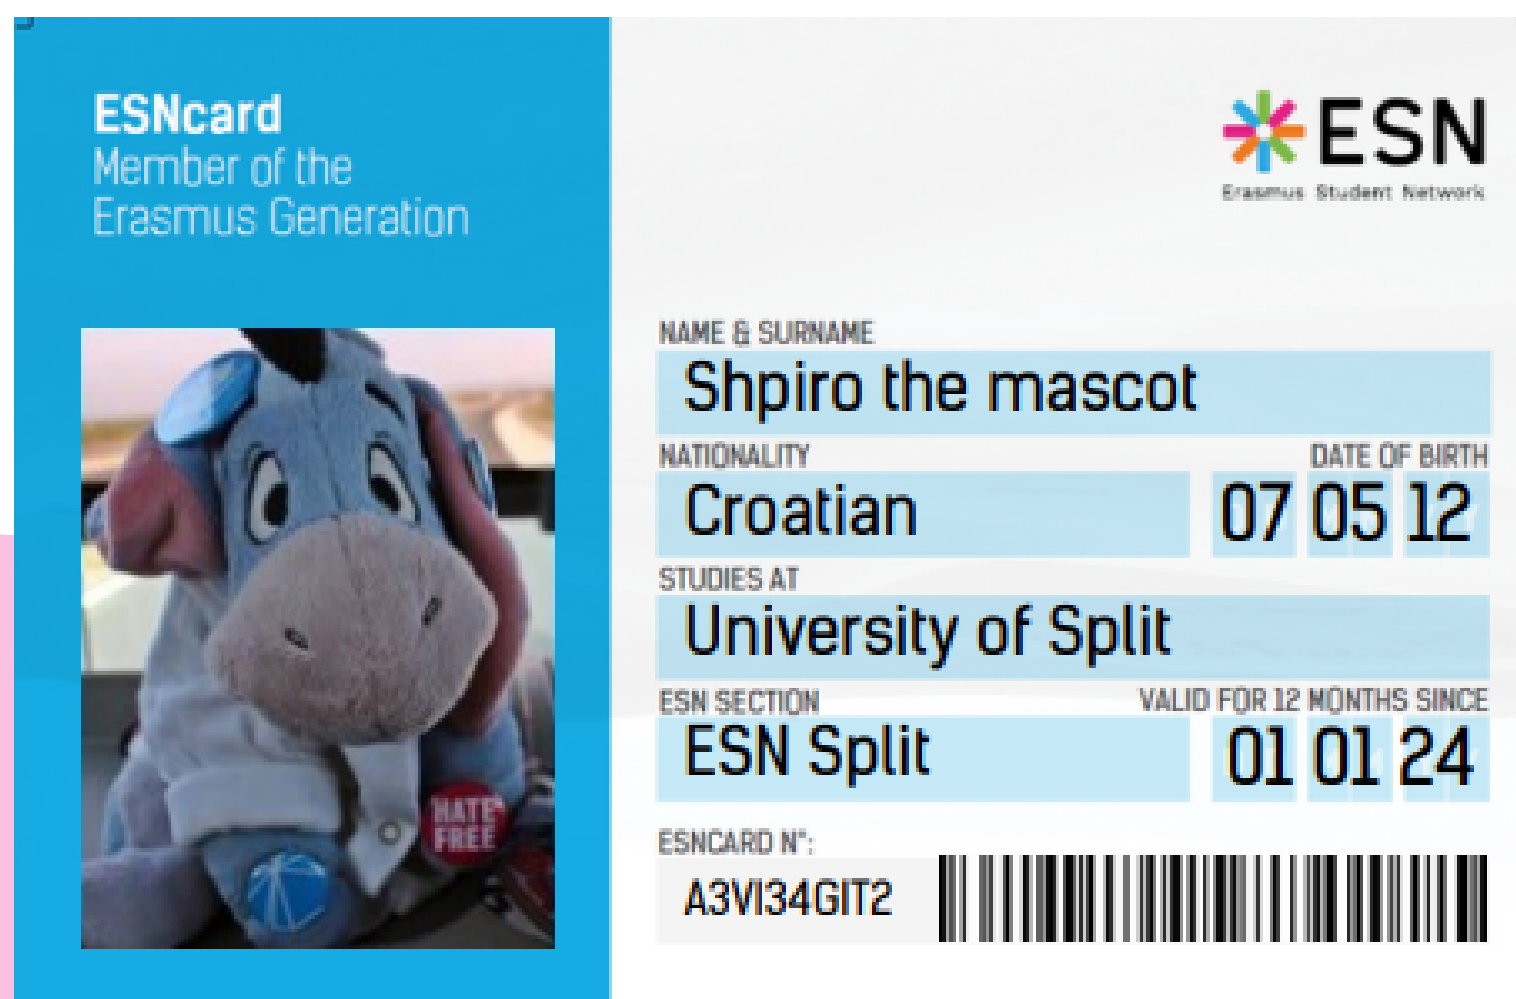 ESNcard
Member of the
Erasmus Generation
ESN
Erasmus Student Network
NAME & SURNAME
Shpiro the mascot
NATIONALITY DATE OF BIRTH
Croatian 07 05 12
STUDIES AT
University of Split
ESN SECTION VALID FOR 12 MONTHS SINCE
ESN Split 01 01 24
ESNCARD N°:
A3VI34GIT2
HATE
FREE